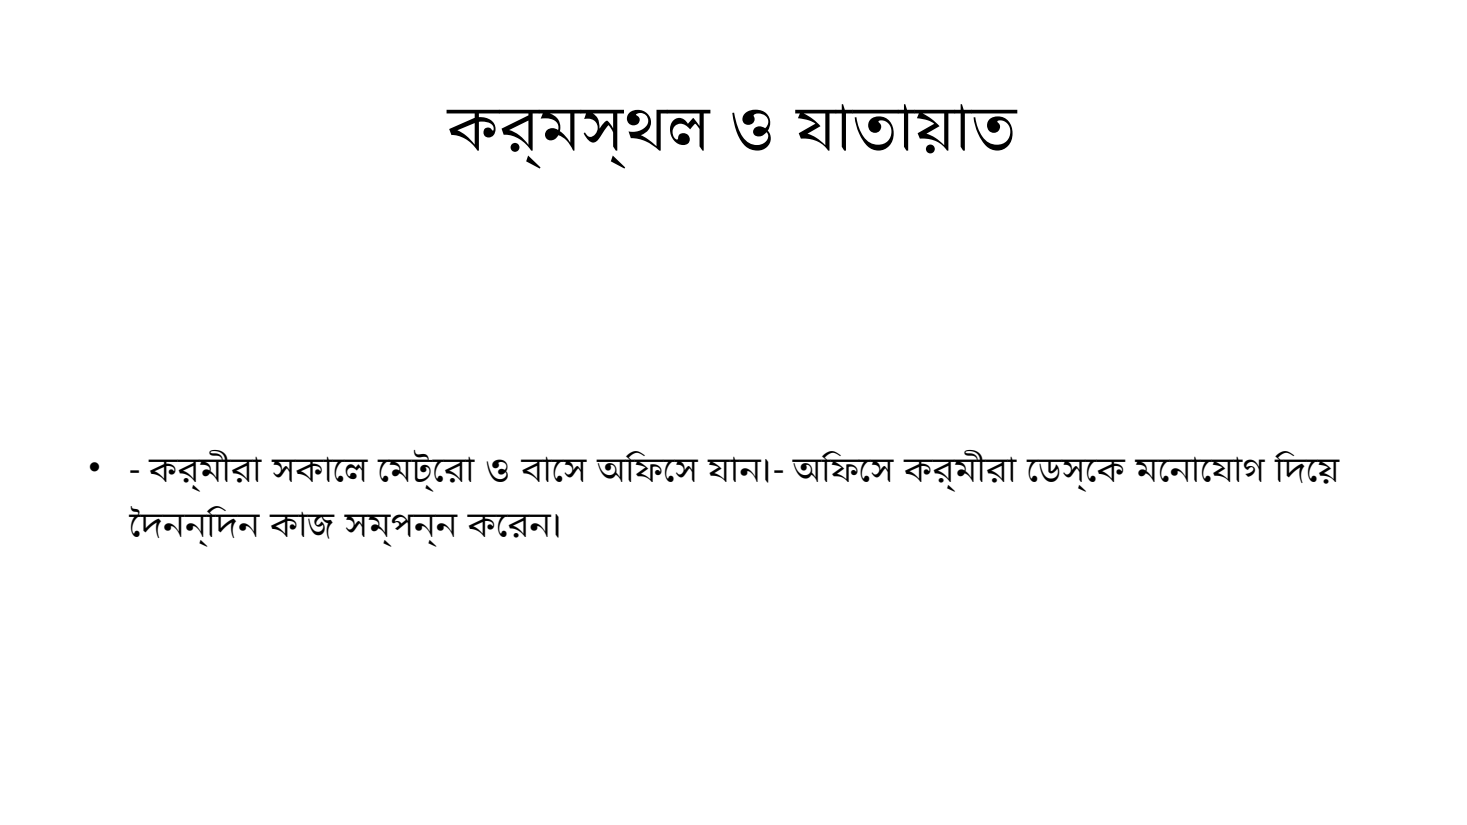 কর্মস্থল ও যাতায়াত
• - কর্মীরা সকালে মেট্রো ও বাসে অফিসে যান।- অফিসে কর্মীরা ডেস্কে মনোযোগ দিয়ে
দৈনন্দিন কাজ সম্পন্ন করেন।